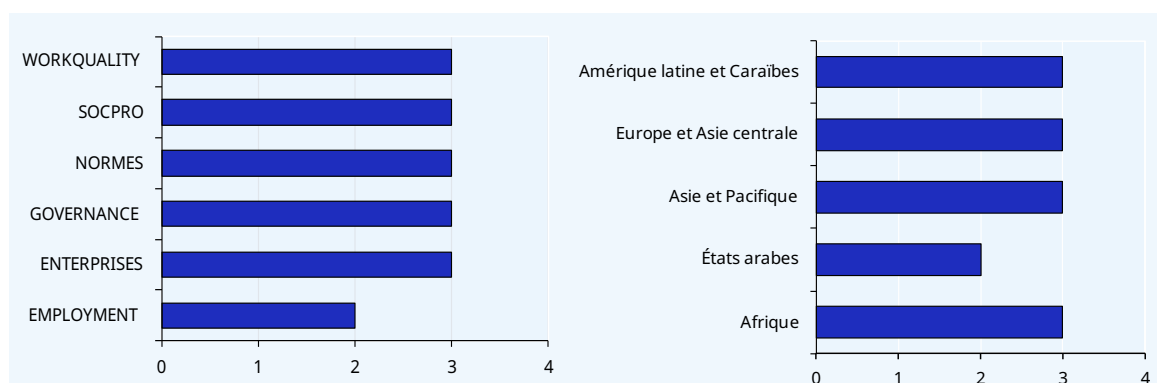 WORKQUALITY
SOCPRO
NORMES
GOVERNANCE
ENTERPRISES
EMPLOYMENT
0 1 2 3 4
Amérique latine et Caraïbes
Europe et Asie centrale
Asie et Pacifique
États arabes
Afrique
0 1 2 3 4